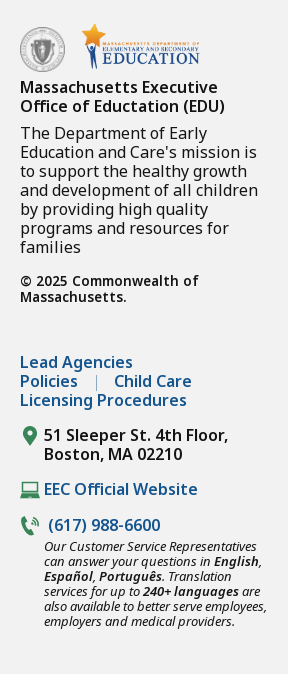 MASSACHUSETTS DEPARTMENT OF
ELEMENTARY AND SECONDARY
EDUCATION
Massachusetts Executive
Office of Eductation (EDU)
The Department of Early
Education and Care's mission is
to support the healthy growth
and development of all children
by providing high quality
programs and resources for
families
© 2025 Commonwealth of
Massachusetts.
Lead Agencies
Policies | Child Care
Licensing Procedures
51 Sleeper St. 4th Floor,
Boston, MA 02210
EEC Official Website
(617) 988-6600
Our Customer Service Representatives
can answer your questions in English,
Español, Português. Translation
services for up to 240+ languages are
also available to better serve employees,
employers and medical providers.